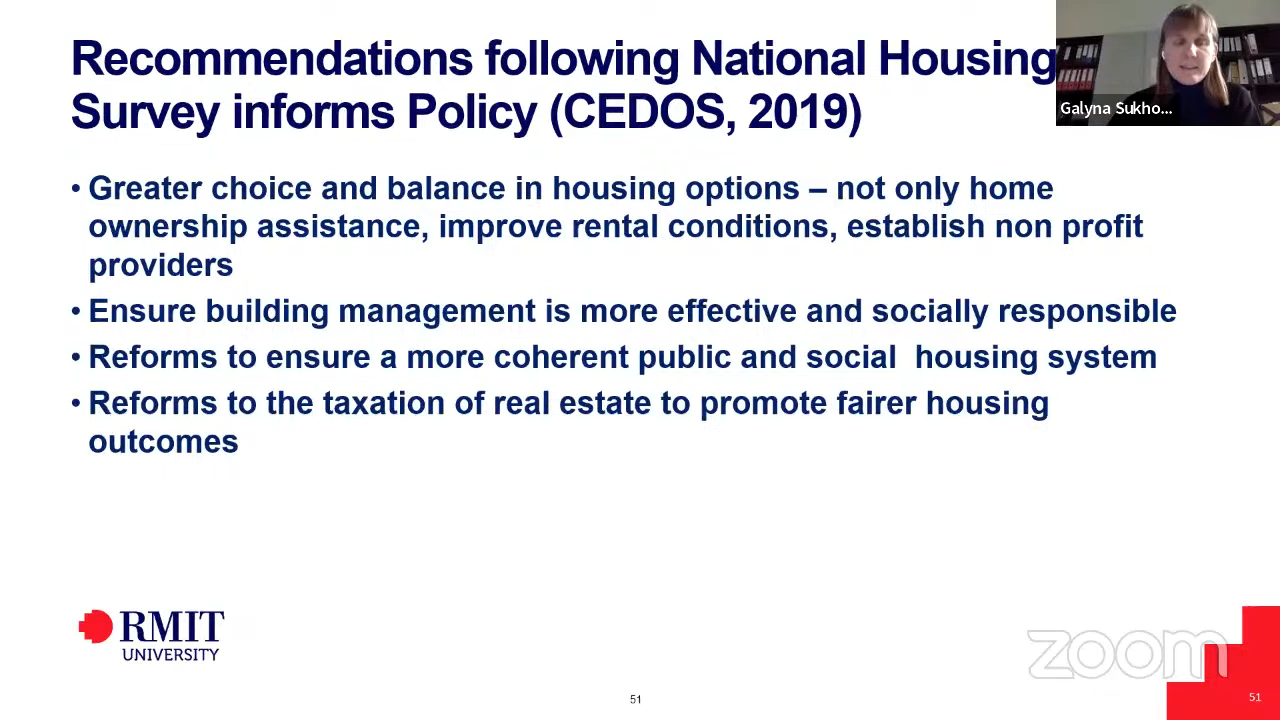 Recommendations following National Housing
Survey informs Policy (CEDOS, 2019)
Galyna Sukho...
• Greater choice and balance in housing options – not only home
ownership assistance, improve rental conditions, establish non profit
providers
• Ensure building management is more effective and socially responsible
• Reforms to ensure a more coherent public and social housing system
• Reforms to the taxation of real estate to promote fairer housing
outcomes
RMIT
UNIVERSITY
zoom
51
51